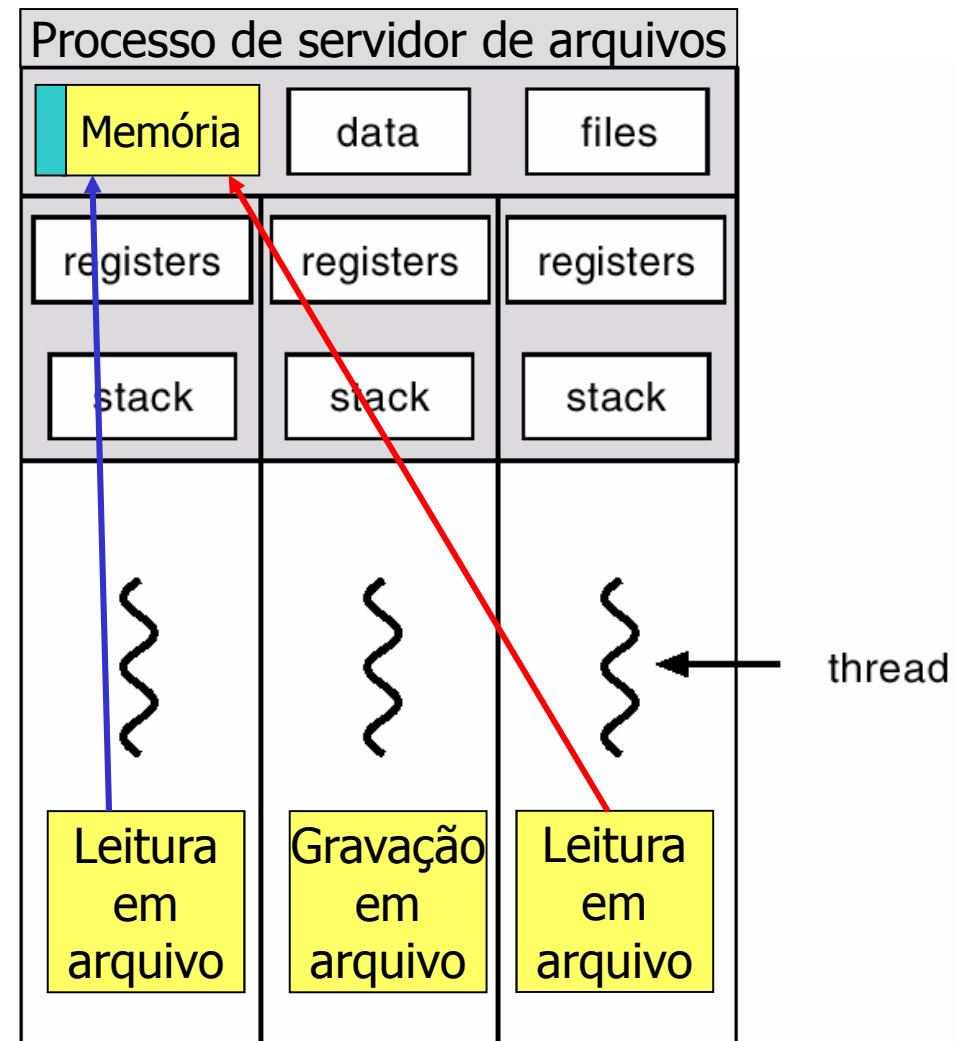 Processo de servidor de arquivos
Memória
data
files
registers
registers
registers
stack
stack
stack
thread
Leitura
em
arquivo
Gravação
em
arquivo
Leitura
em
arquivo